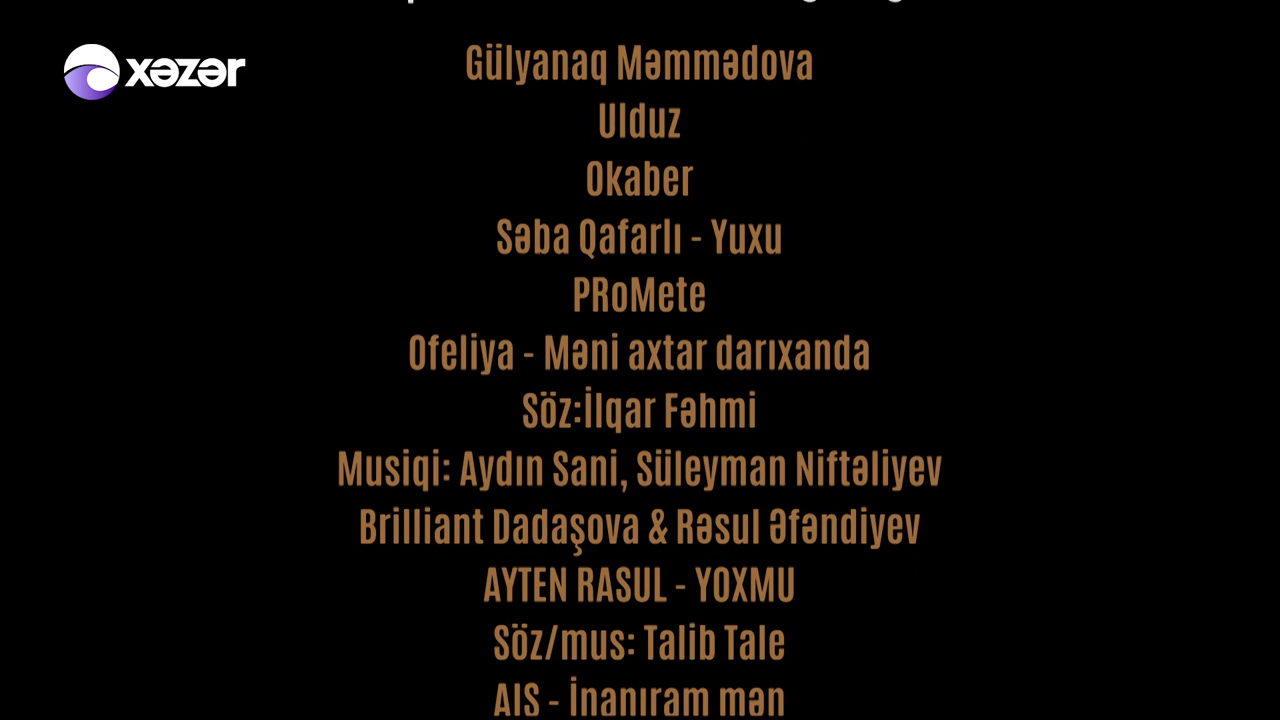 xəzər
Gülyanaq Məmmədova
Ulduz
Okaber
Səba Qafarlı - Yuxu
PRoMete
Ofeliya - Məni axtar darıxanda
Söz:İlqar Fəhmi
Musiqi: Aydın Sani, Süleyman Niftəliyev
Brilliant Dadaşova & Rəsul Əfəndiyev
AYTEN RASUL - YOXMU
Söz/mus: Talib Tale
AIS - İnanıram mən